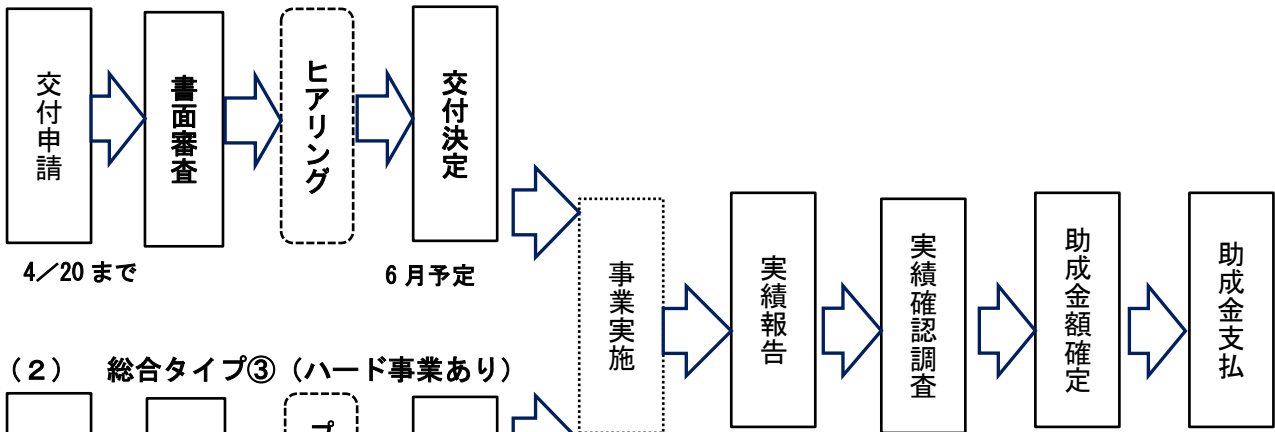 交付申請
書面審査
ヒアリング
交付決定
4／20 まで
6 月予定
事業実施
実績報告
実績確認調査
助成金額確定
助成金支払
（２） 総合タイプ③（ハード事業あり）
プ